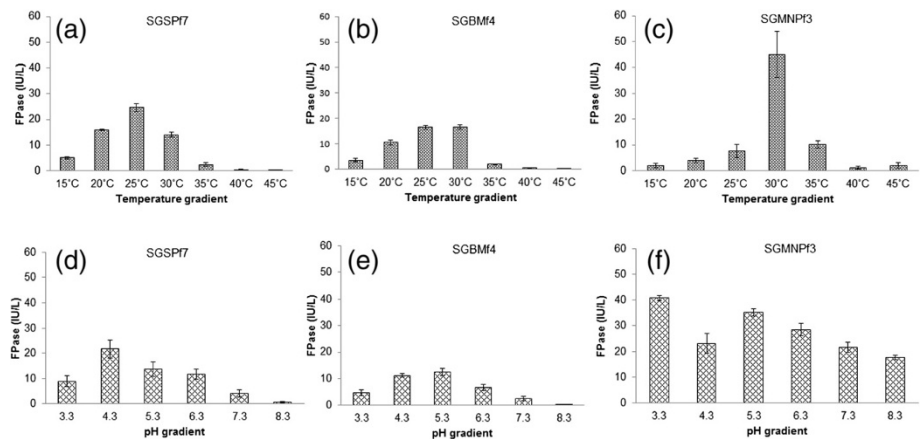 (a)
SGSPf7
FPase (IU/L)
60
50
40
30
20
10
0
15°C 20°C 25°C 30°C 35°C 40°C 45°C
Temperature gradient
(b)
SGBMf4
FPase (IU/L)
60
50
40
30
20
10
0
15°C 20°C 25°C 30°C 35°C 40°C 45°C
Temperature gradient
(c)
SGMNPf3
FPase (IU/L)
60
50
40
30
20
10
0
15°C 20°C 25°C 30°C 35°C 40°C 45°C
Temperature gradient
(d)
SGSPf7
FPase (IU/L)
60
50
40
30
20
10
0
3.3 4.3 5.3 6.3 7.3 8.3
pH gradient
(e)
SGBMf4
FPase (IU/L)
60
50
40
30
20
10
0
3.3 4.3 5.3 6.3 7.3 8.3
pH gradient
(f)
SGMNPf3
FPase (IU/L)
60
50
40
30
20
10
0
3.3 4.3 5.3 6.3 7.3 8.3
pH gradient